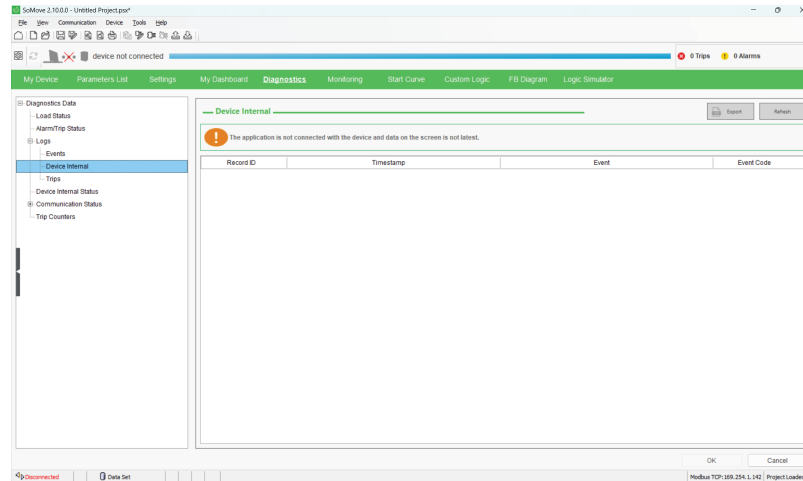 SoMove 2.10.0.0 - Untitled Project.psx*
File View Communication Device Tools Help
device not connected
0 Trips 0 Alarms
My Device Parameters List Settings My Dashboard Diagnostics Monitoring Start Curve Custom Logic FB Diagram Logic Simulator
Diagnostics Data
Load Status
Alarm/Trip Status
Logs
Events
Device Internal
Trips
Device Internal Status
Communication Status
Trip Counters
Device Internal
Export Refresh
The application is not connected with the device and data on the screen is not latest.
Record ID Timestamp Event Event Code
OK Cancel
Disconnected Data Set Modbus TCP:169.254.1.142 Project Loaded